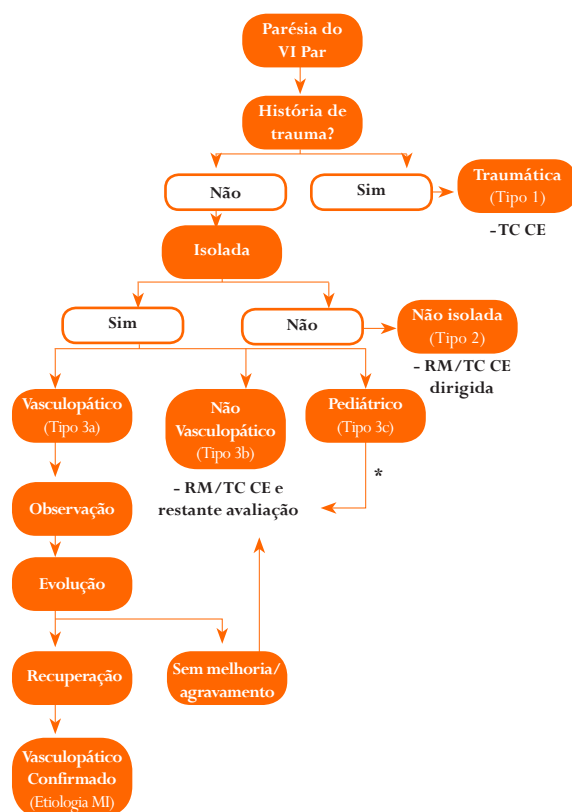 Parésia do
VI Par
História de
trauma?
Não
Sim
Traumática
(Tipo 1)
- TC CE
Isolada
Sim
Não
Não isolada
(Tipo 2)
- RM/TC CE
dirigida
Vasculopático
(Tipo 3a)
Não
Vasculopático
(Tipo 3b)
Pediátrico
(Tipo 3c)
*
- RM/TC CE e
restante avaliação
Observação
Evolução
Recuperação
Sem melhoria/
agravamento
Vasculopático
Confirmado
(Etiologia MI)